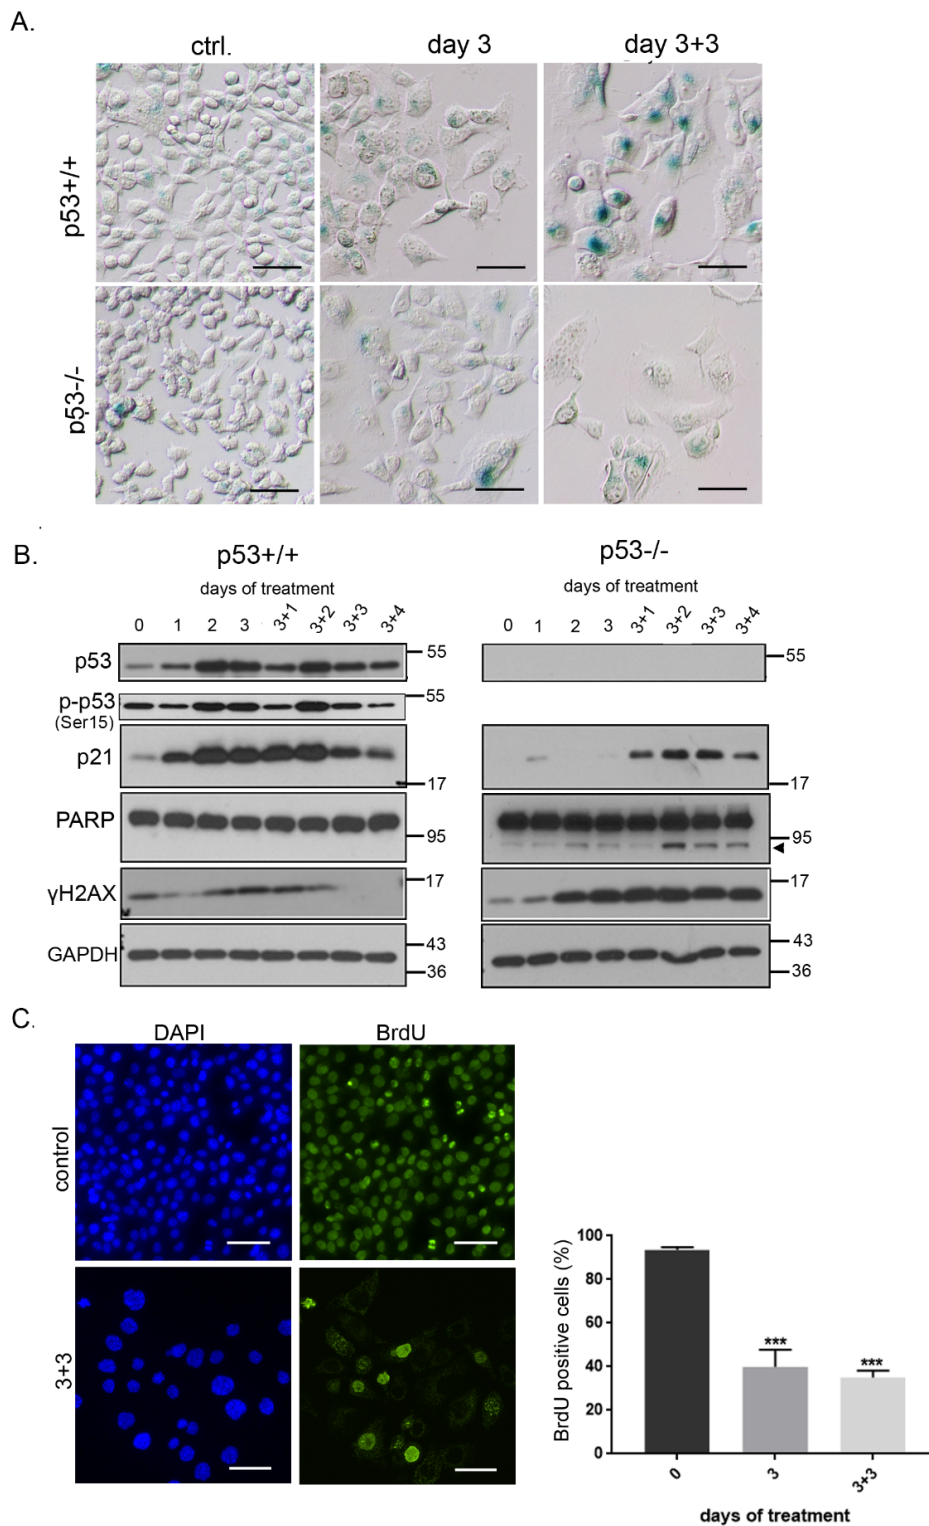 A.
ctrl.
day 3
day 3+3
p53+/+
p53-/-
B.
p53+/+
p53-/-
days of treatment
days of treatment
0 1 2 3 3+1 3+2 3+3 3+4
0 1 2 3 3+1 3+2 3+3 3+4
p53
55
55
p-p53
(Ser15)
55
p21
17
17
PARP
95
95
γH2AX
17
17
GAPDH
43
36
43
36
C.
DAPI
BrdU
control
3+3
BrdU positive cells (%)
100
80
60
40
20
0
***
***
0
3
3+3
days of treatment